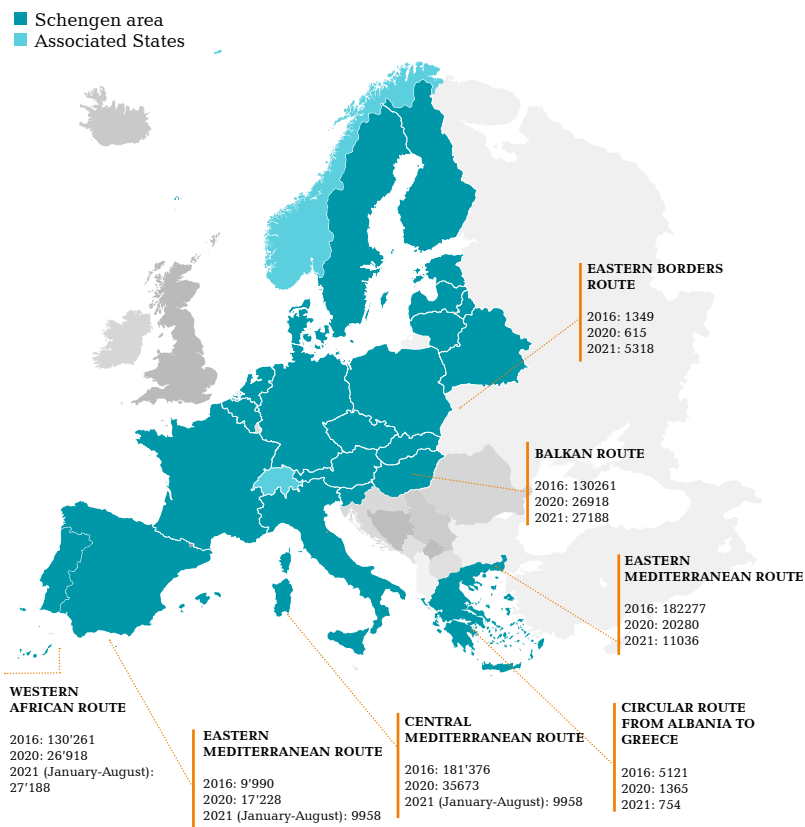 Schengen area
Associated States
EASTERN BORDERS
ROUTE
2016: 1349
2020: 615
2021: 5318
BALKAN ROUTE
2016: 130261
2020: 26918
2021: 27188
EASTERN
MEDITERRANEAN ROUTE
2016: 182277
2020: 20280
2021: 11036
WESTERN
AFRICAN ROUTE
2016: 130’261
2020: 26’918
2021 (January-August):
27’188
EASTERN
MEDITERRANEAN ROUTE
2016: 9’990
2020: 17’228
2021 (January-August): 9958
CENTRAL
MEDITERRANEAN ROUTE
2016: 181’376
2020: 35673
2021 (January-August): 9958
CIRCULAR ROUTE
FROM ALBANIA TO
GREECE
2016: 5121
2020: 1365
2021: 754